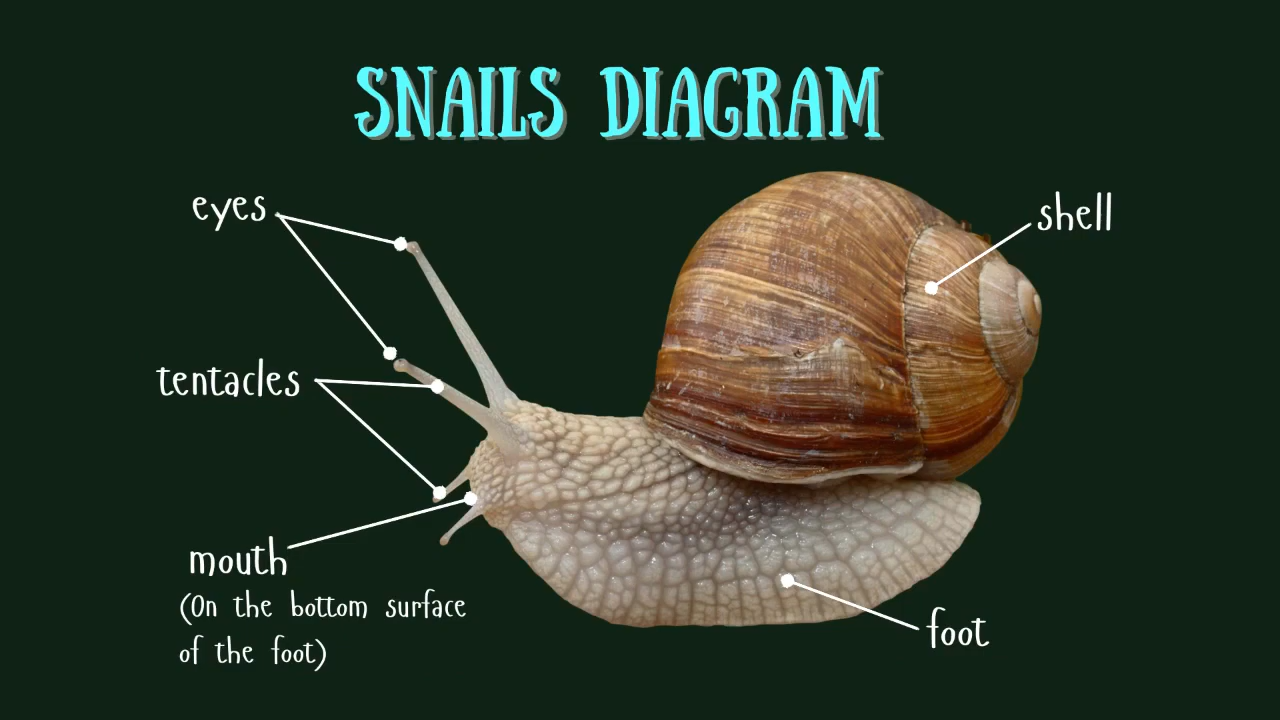 SNAILS DIAGRAM
eyes
shell
tentacles
mouth
(On the bottom surface
of the foot)
foot